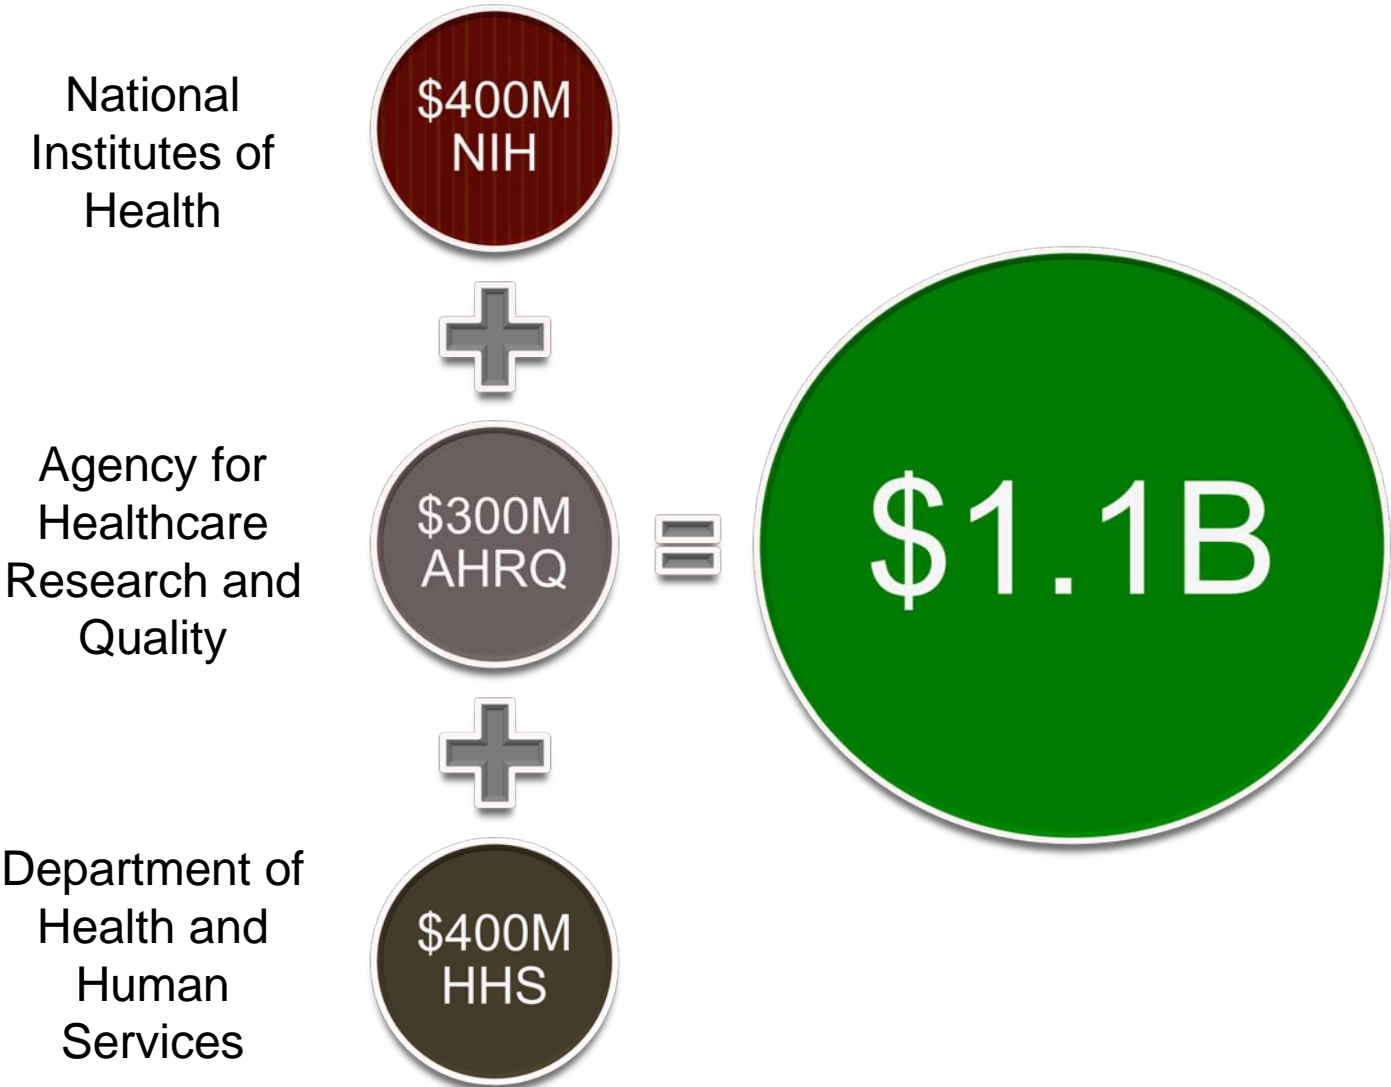 National
Institutes of
Health
$400M
NIH
Agency for
Healthcare
Research and
Quality
$300M
AHRQ
$1.1B
Department of
Health and
Human
Services
$400M
HHS